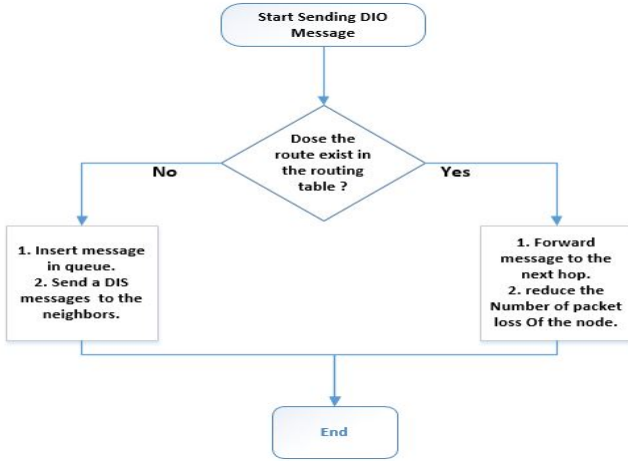 Start Sending DIO
Message
Dose the
route exist in
the routing
table ?
No
Yes
1. Insert message
in queue.
2. Send a DIS
messages to the
neighbors.
1. Forward
message to the
next hop.
2. reduce the
Number of packet
loss Of the node.
End